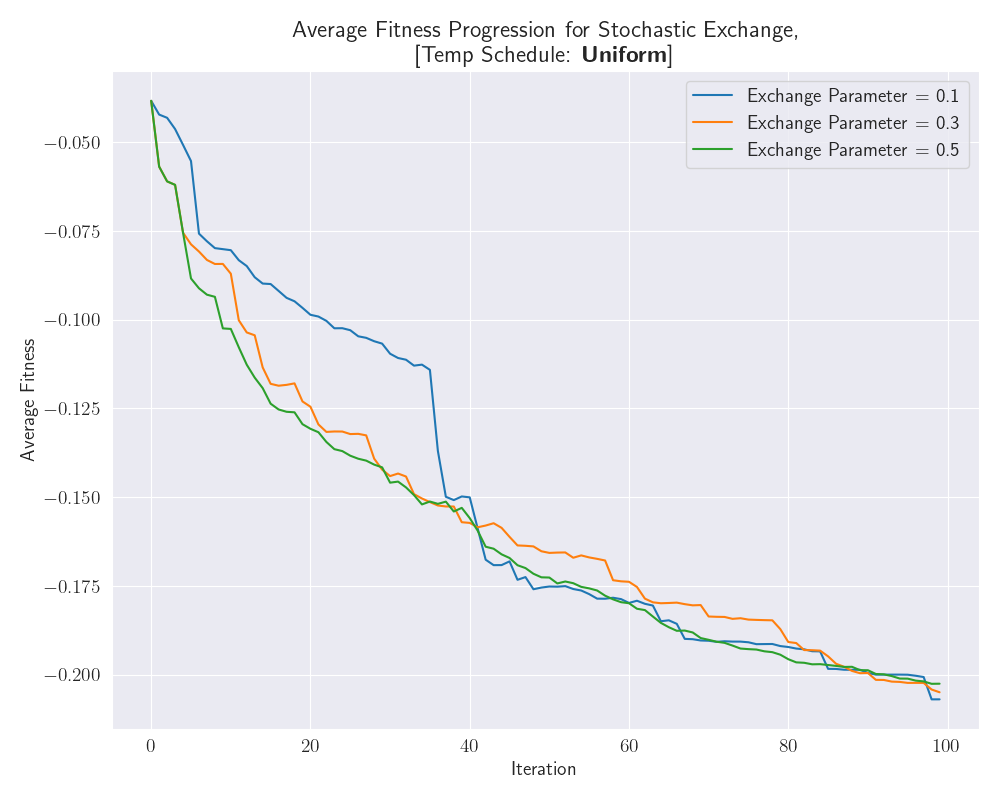 Average Fitness Progression for Stochastic Exchange,
[Temp Schedule: Uniform]
Exchange Parameter = 0.1
Exchange Parameter = 0.3
Exchange Parameter = 0.5
Average Fitness
−0.050
−0.075
−0.100
−0.125
−0.150
−0.175
−0.200
0 20 40 60 80 100
Iteration